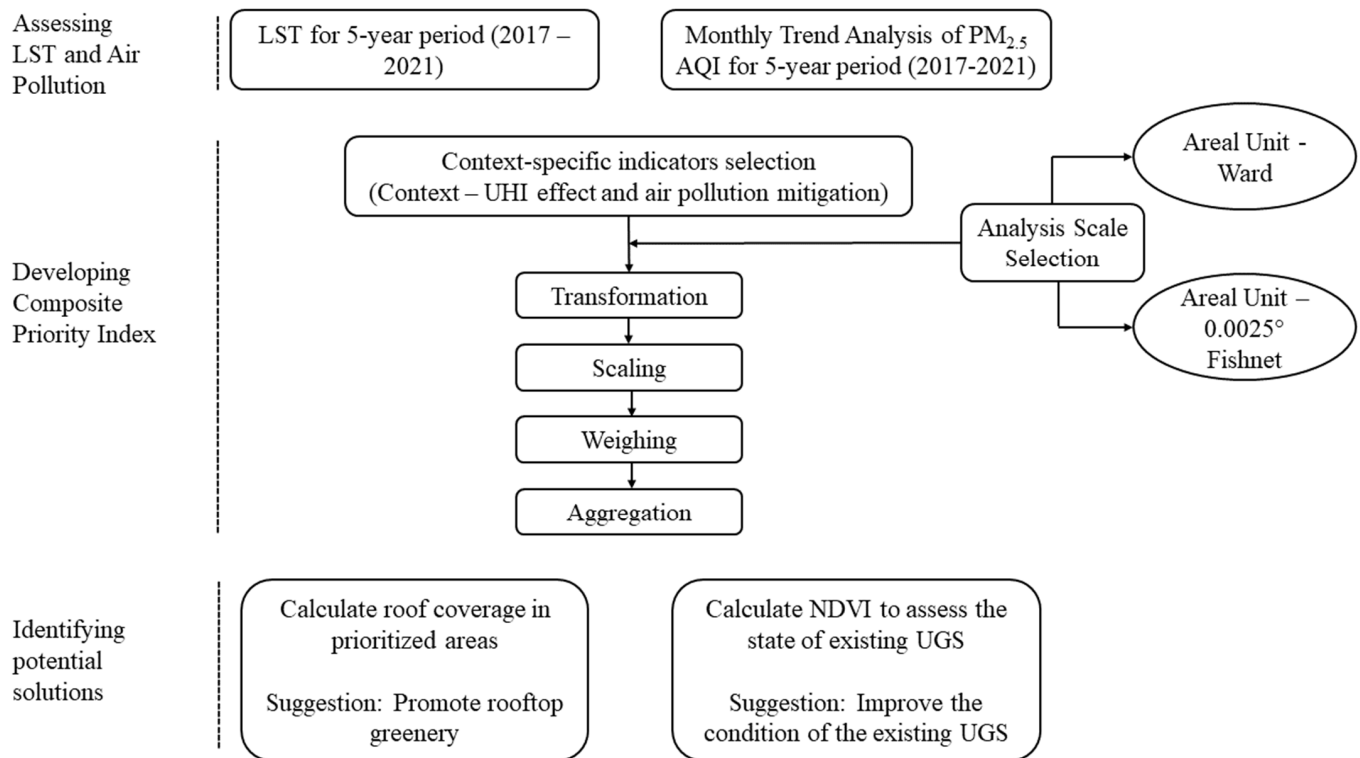 Assessing
LST and Air
Pollution
LST for 5-year period (2017 –
2021)
Monthly Trend Analysis of PM2.5
AQI for 5-year period (2017-2021)
Developing
Composite
Priority Index
Context-specific indicators selection
(Context – UHI effect and air pollution mitigation)
Transformation
Scaling
Weighing
Aggregation
Analysis Scale
Selection
Areal Unit -
Ward
Areal Unit –
0.0025°
Fishnet
Identifying
potential
solutions
Calculate roof coverage in
prioritized areas
Suggestion: Promote rooftop
greenery
Calculate NDVI to assess the
state of existing UGS
Suggestion: Improve the
condition of the existing UGS